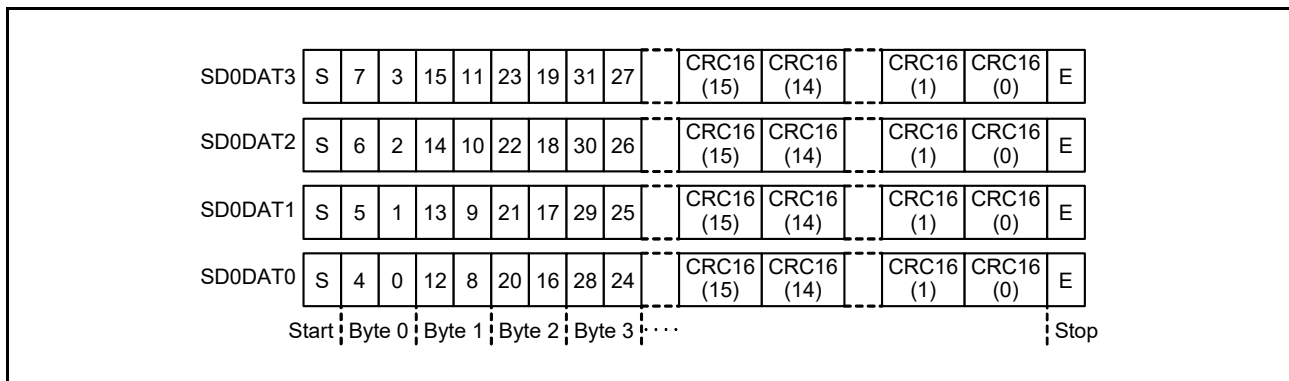 SD0DAT3 S 7 3 15 11 23 19 31 27 CRC16 (15) CRC16 (14) CRC16 (1) CRC16 (0) E
SD0DAT2 S 6 2 14 10 22 18 30 26 CRC16 (15) CRC16 (14) CRC16 (1) CRC16 (0) E
SD0DAT1 S 5 1 13 9 21 17 29 25 CRC16 (15) CRC16 (14) CRC16 (1) CRC16 (0) E
SD0DAT0 S 4 0 12 8 20 16 28 24 CRC16 (15) CRC16 (14) CRC16 (1) CRC16 (0) E
Start Byte 0 Byte 1 Byte 2 Byte 3 ···· Stop